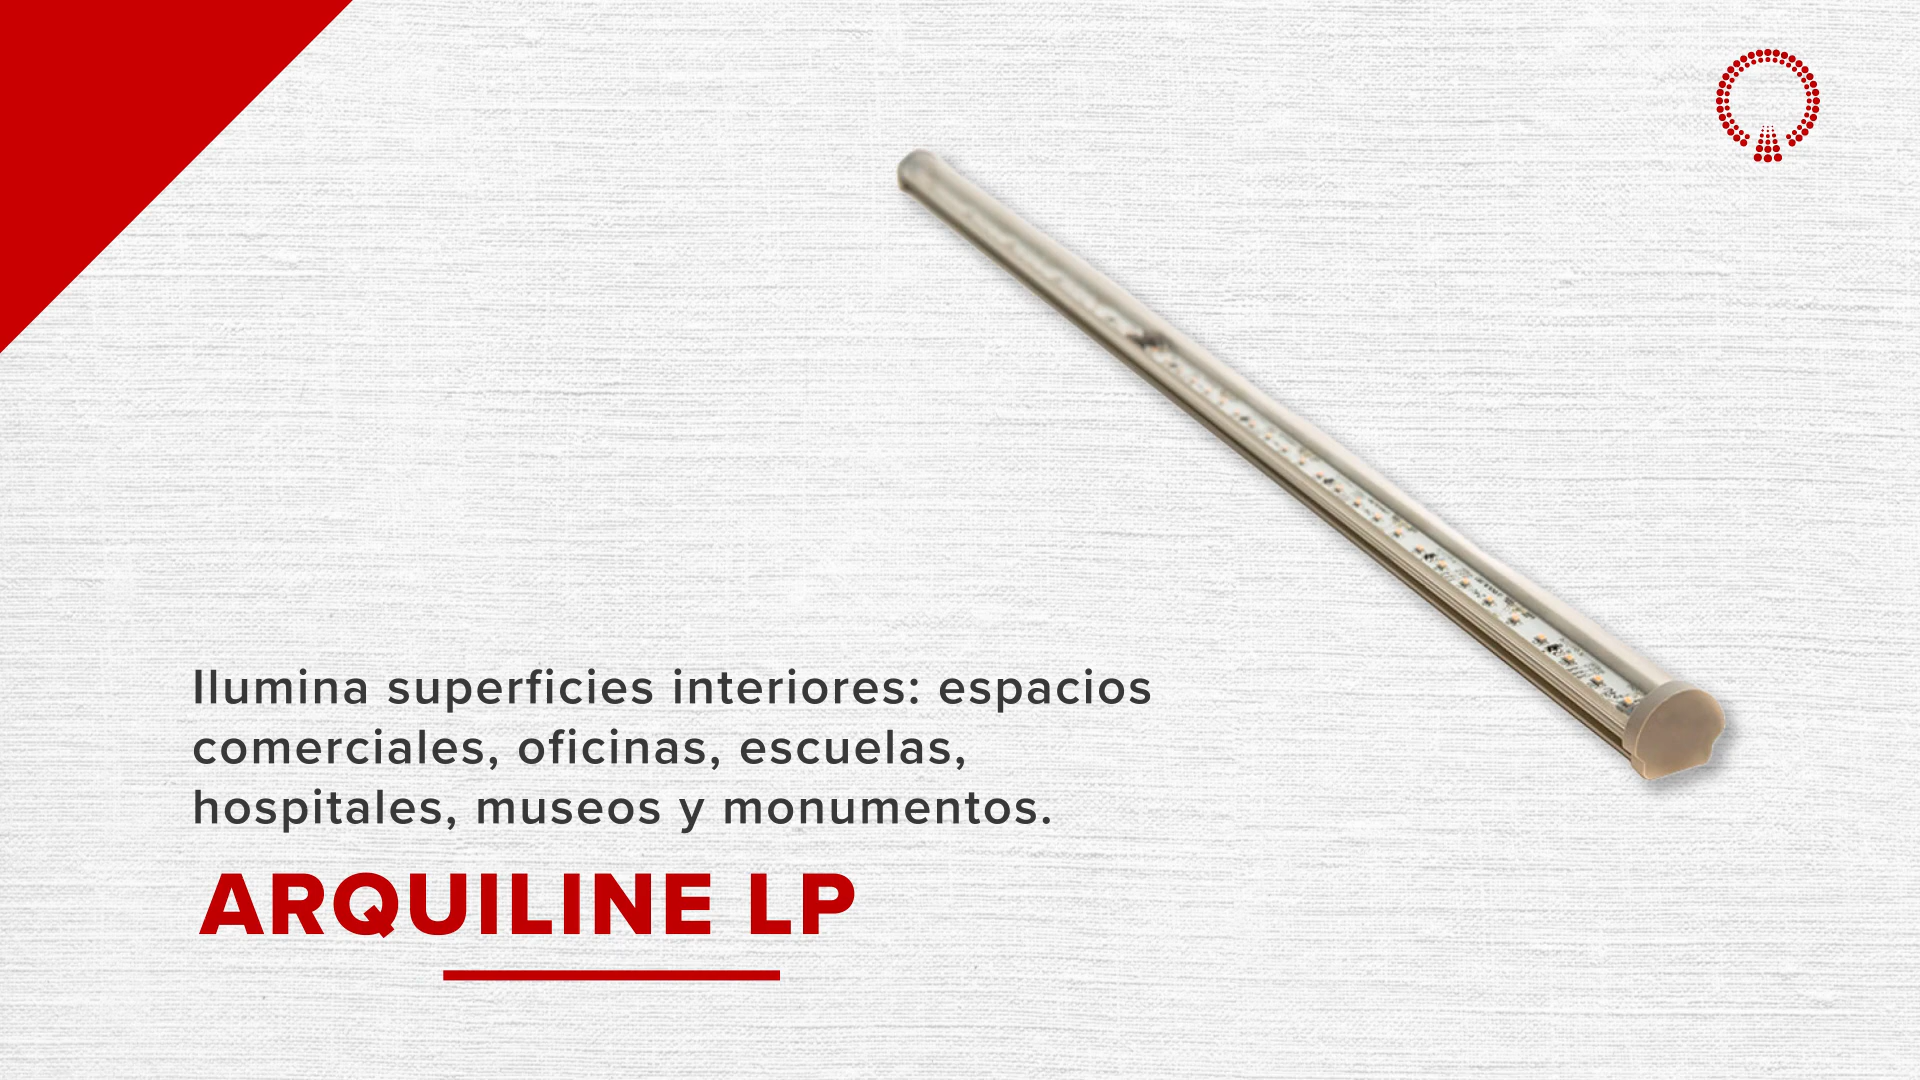 Ilumina superficies interiores: espacios
comerciales, oficinas, escuelas,
hospitales, museos y monumentos.
ARQUILINE LP